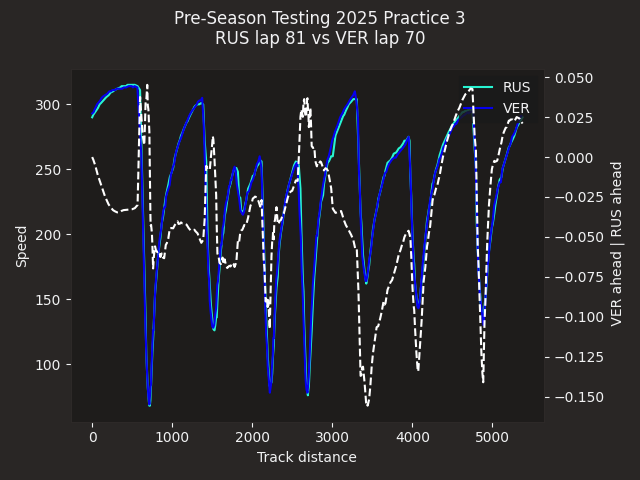 Pre-Season Testing 2025 Practice 3
RUS lap 81 vs VER lap 70
RUS
VER
Speed
300
250
200
150
100
0
1000
2000
3000
4000
5000
Track distance
0.050
0.025
0.000
−0.025
−0.050
−0.075
−0.100
−0.125
−0.150
VER ahead | RUS ahead